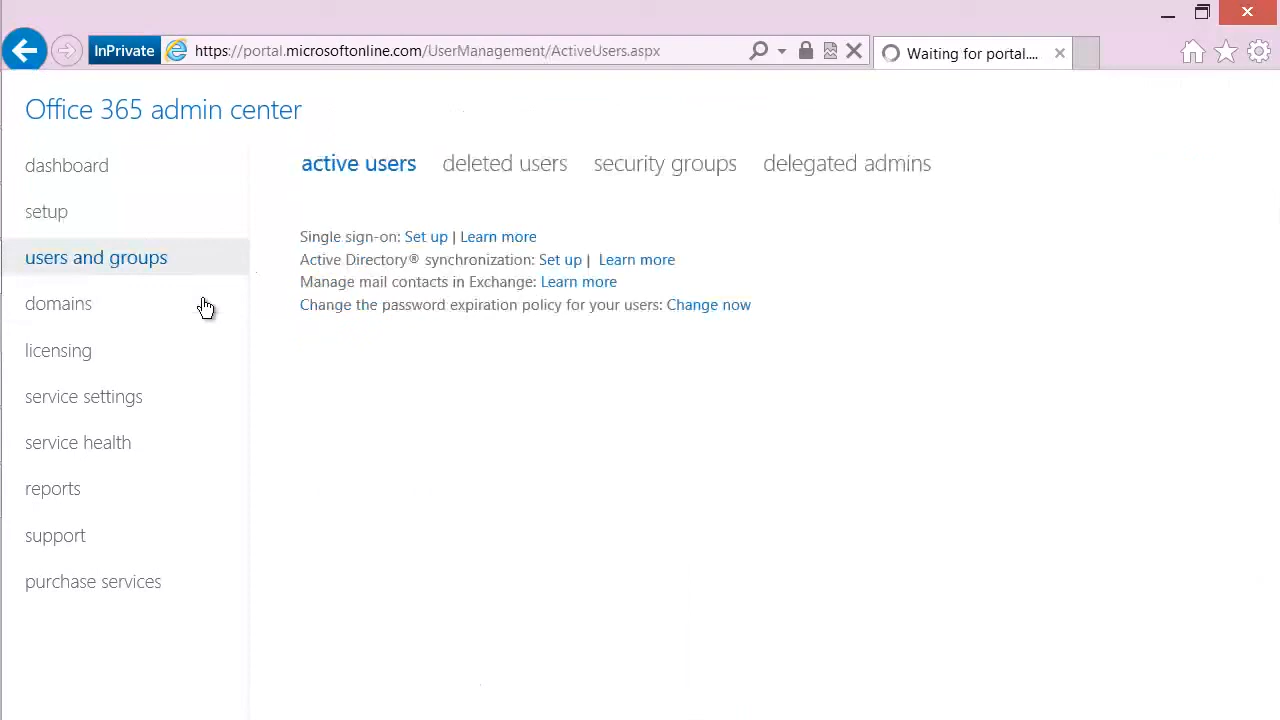 InPrivate https://portal.microsoftonline.com/UserManagement/ActiveUsers.aspx Waiting for portal....
Office 365 admin center
dashboard
setup
users and groups
domains
licensing
service settings
service health
reports
support
purchase services
active users deleted users security groups delegated admins
Single sign-on: Set up | Learn more
Active Directory® synchronization: Set up | Learn more
Manage mail contacts in Exchange: Learn more
Change the password expiration policy for your users: Change now